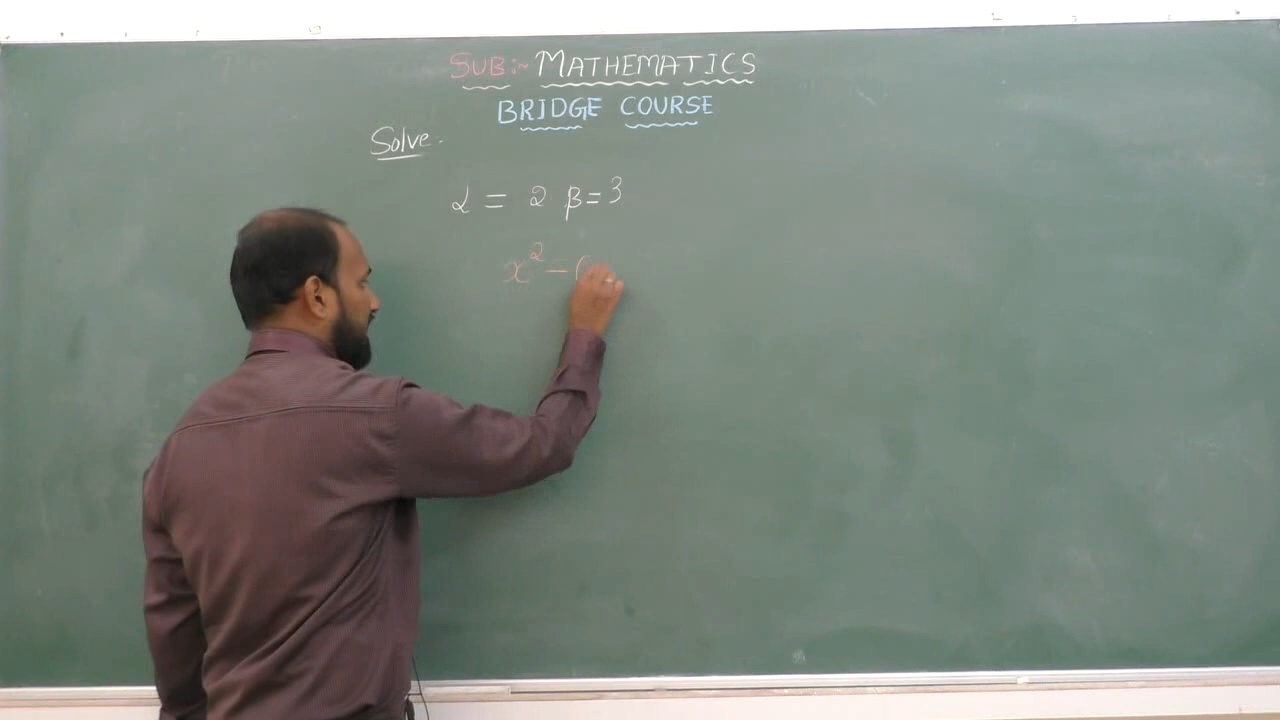 SUB:- MATHEMATICS
BRIDGE COURSE
Solve.
α = 2 β = 3
x² - (